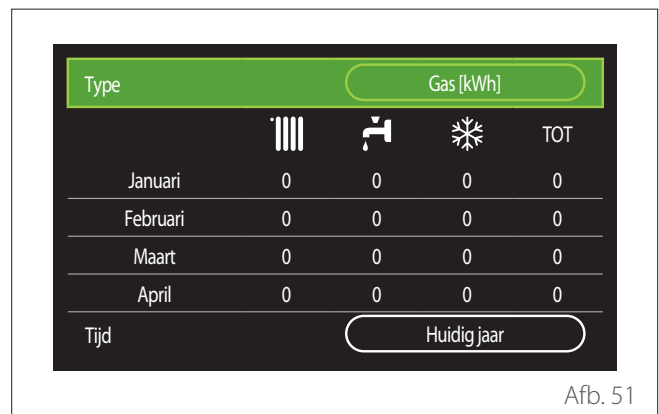 Type Gas [kWh]
TOT
Januari 0 0 0 0
Februari 0 0 0 0
Maart 0 0 0 0
April 0 0 0 0
Tijd Huidig jaar
Afb. 51